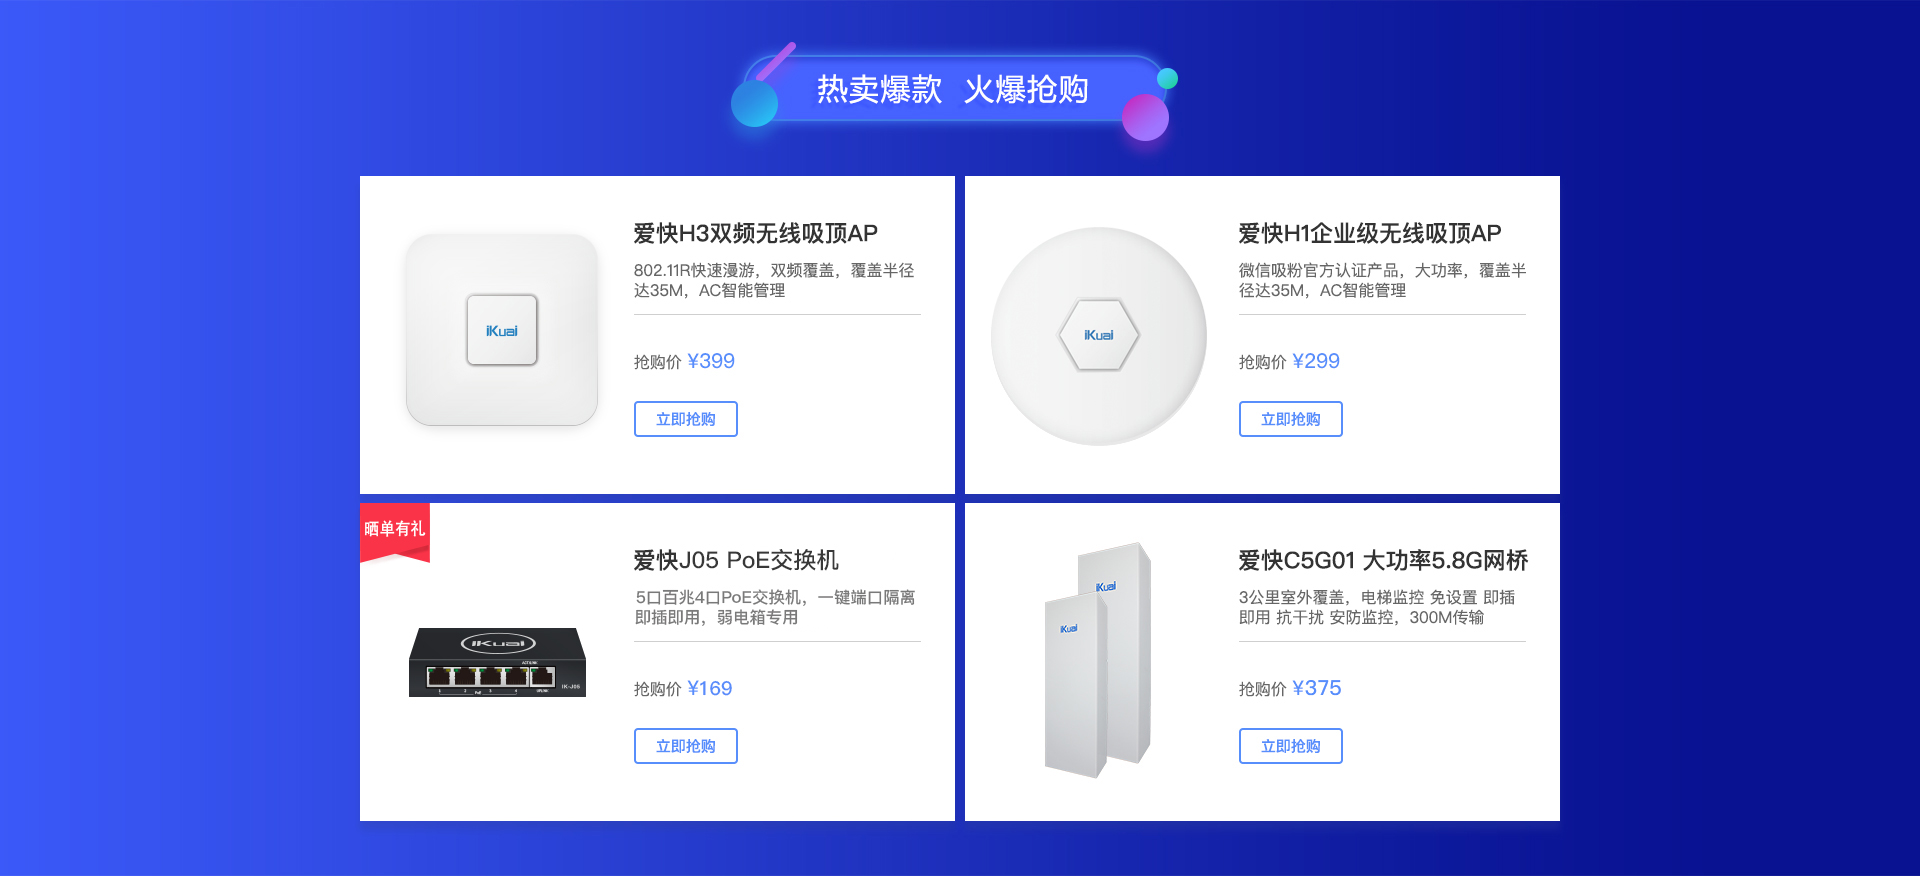 热卖爆款 火爆抢购
iKuai
爱快H3双频无线吸顶AP
802.11R快速漫游，双频覆盖，覆盖半径
达35M，AC智能管理
抢购价 ¥399
立即抢购
iKuai
爱快H1企业级无线吸顶AP
微信吸粉官方认证产品，大功率，覆盖半
径达35M，AC智能管理
抢购价 ¥299
立即抢购
晒单有礼
iKuai
IK-J05
1 2 3 4
PoE
爱快J05 PoE交换机
5口百兆4口PoE交换机，一键端口隔离
即插即用，弱电箱专用
抢购价 ¥169
立即抢购
iKuai
iKuai
爱快C5G01 大功率5.8G网桥
3公里室外覆盖，电梯监控 免设置 即插
即用 抗干扰 安防监控，300M传输
抢购价 ¥375
立即抢购